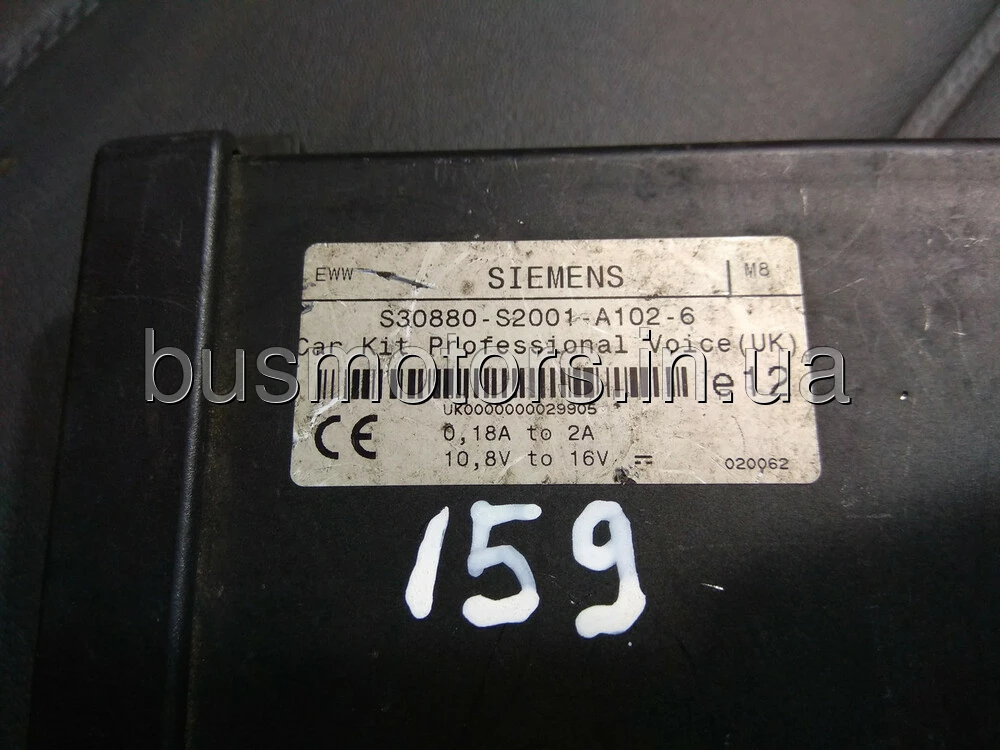 EWW SIEMENS M8
S30880-S2001-A102-6
Car Kit Professional Voice(UK)
busmotors.in.ua
e12
UK0000000029905
CE
0,18A to 2A
10,8V to 16V
020062
159